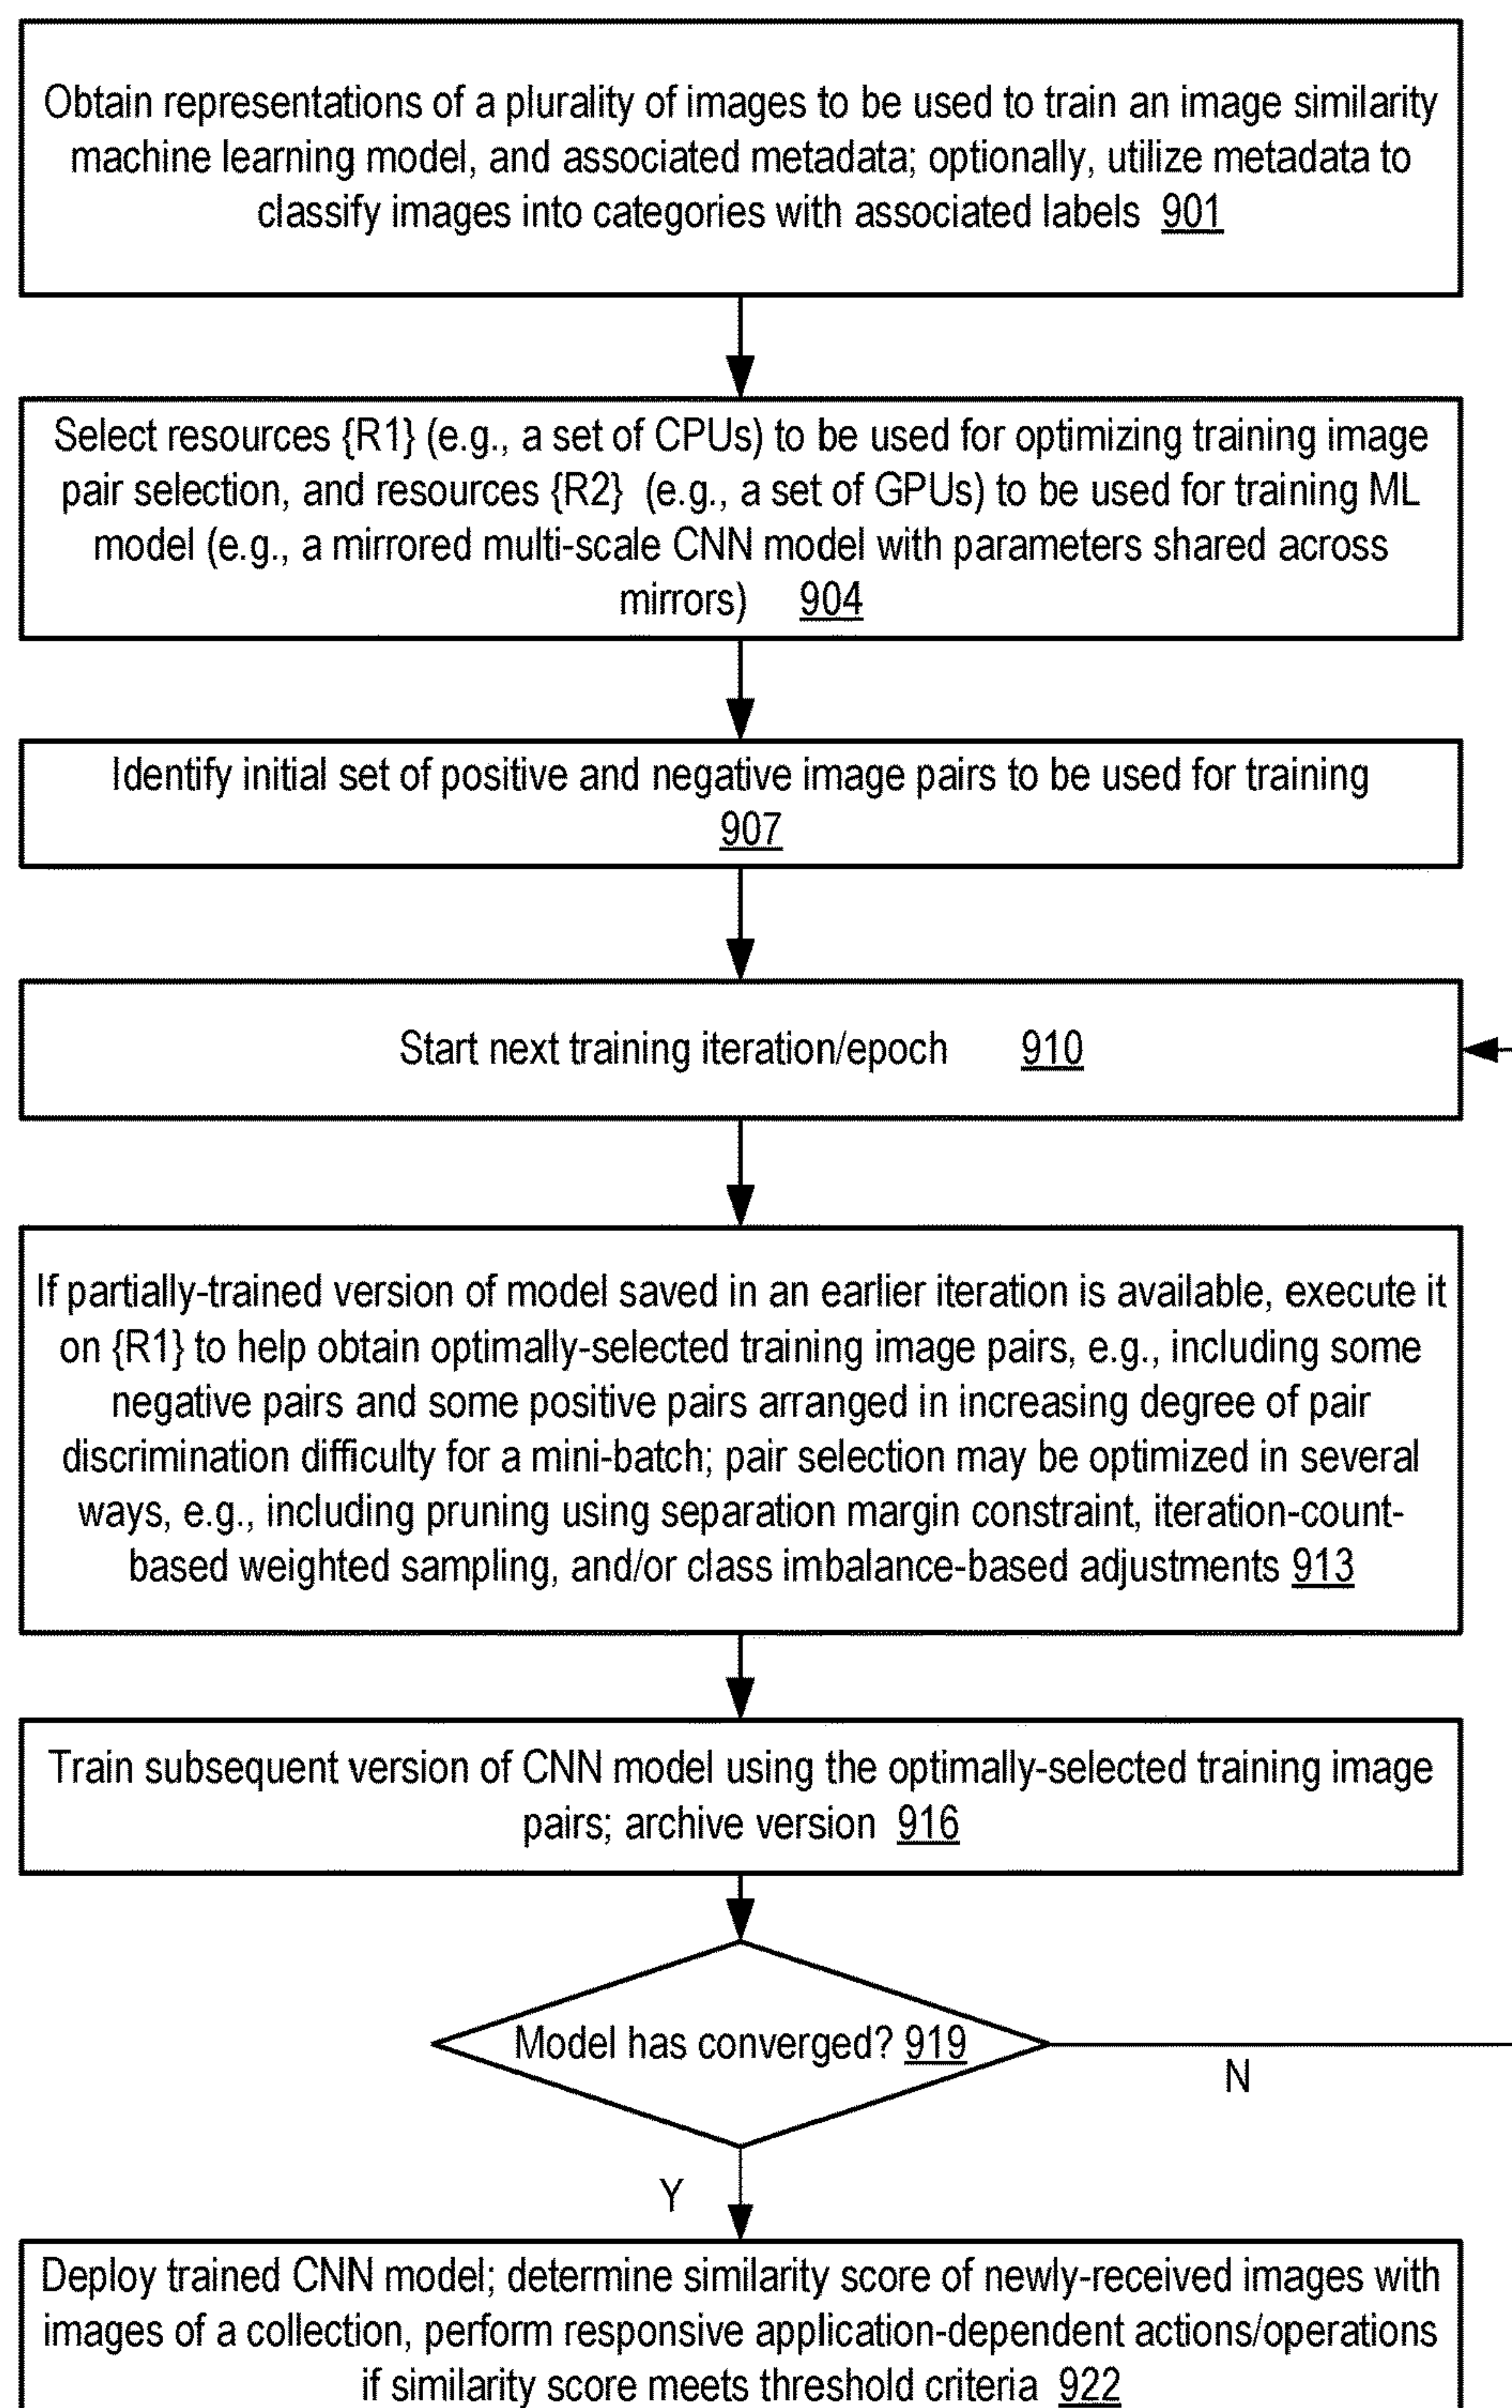 Obtain representations of a plurality of images to be used to train an image similarity
machine learning model, and associated metadata; optionally, utilize metadata to
classify images into categories with associated labels 901
Select resources {R1} (e.g., a set of CPUs) to be used for optimizing training image
pair selection, and resources {R2} (e.g., a set of GPUs) to be used for training ML
model (e.g., a mirrored multi-scale CNN model with parameters shared across
mirrors) 904
Identify initial set of positive and negative image pairs to be used for training
907
Start next training iteration/epoch 910
If partially-trained version of model saved in an earlier iteration is available, execute it
on {R1} to help obtain optimally-selected training image pairs, e.g., including some
negative pairs and some positive pairs arranged in increasing degree of pair
discrimination difficulty for a mini-batch; pair selection may be optimized in several
ways, e.g., including pruning using separation margin constraint, iteration-count-
based weighted sampling, and/or class imbalance-based adjustments 913
Train subsequent version of CNN model using the optimally-selected training image
pairs; archive version 916
Model has converged? 919
N
Y
Deploy trained CNN model; determine similarity score of newly-received images with
images of a collection, perform responsive application-dependent actions/operations
if similarity score meets threshold criteria 922